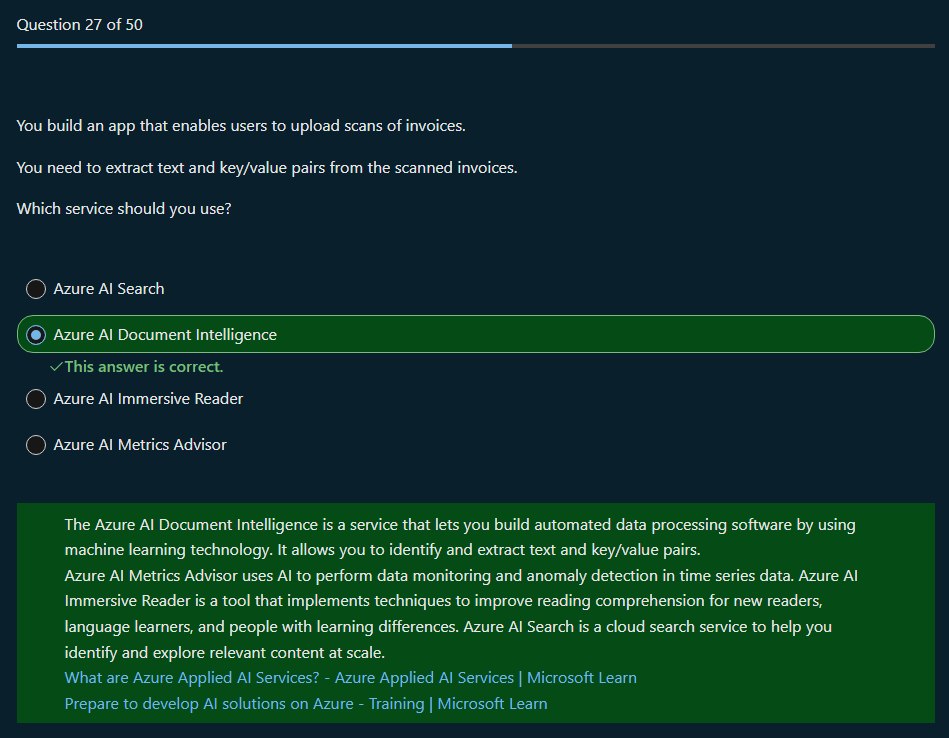 Question 27 of 50
You build an app that enables users to upload scans of invoices.
You need to extract text and key/value pairs from the scanned invoices.
Which service should you use?
Azure AI Search
Azure AI Document Intelligence
✓This answer is correct.
Azure AI Immersive Reader
Azure AI Metrics Advisor
The Azure AI Document Intelligence is a service that lets you build automated data processing software by using
machine learning technology. It allows you to identify and extract text and key/value pairs.
Azure AI Metrics Advisor uses AI to perform data monitoring and anomaly detection in time series data. Azure AI
Immersive Reader is a tool that implements techniques to improve reading comprehension for new readers,
language learners, and people with learning differences. Azure AI Search is a cloud search service to help you
identify and explore relevant content at scale.
What are Azure Applied AI Services? - Azure Applied AI Services | Microsoft Learn
Prepare to develop AI solutions on Azure - Training | Microsoft Learn